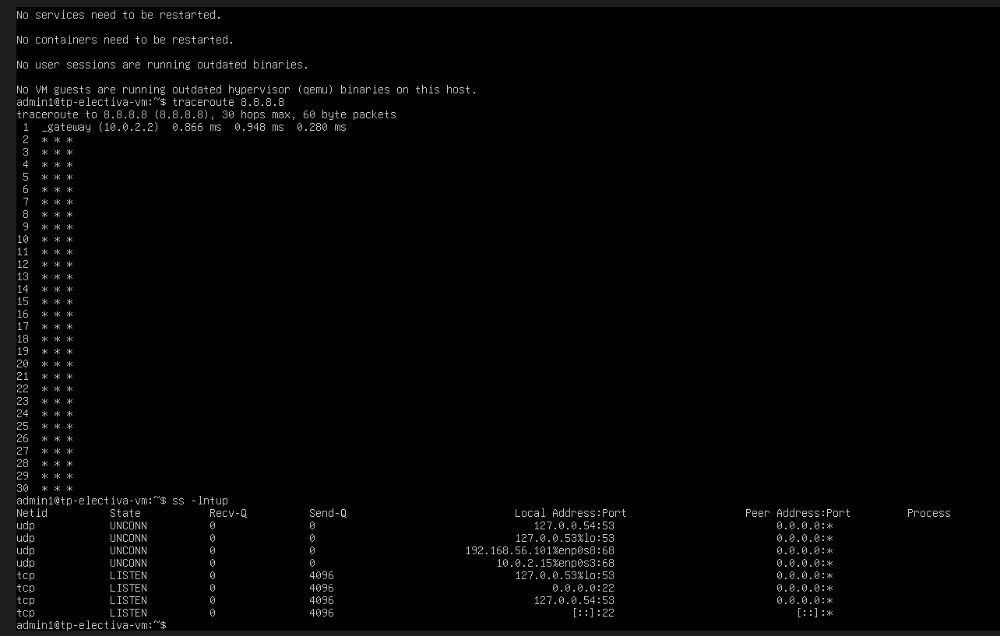 No services need to be restarted.
No containers need to be restarted.
No user sessions are running outdated binaries.
No VM guests are running outdated hypervisor (qemu) binaries on this host.
admin1@tp-electiva-vm:~$ traceroute 8.8.8.8
traceroute to 8.8.8.8 (8.8.8.8), 30 hops max, 60 byte packets
 1  _gateway (10.0.2.2)  0.866 ms  0.948 ms  0.280 ms
 2  * * *
 3  * * *
 4  * * *
 5  * * *
 6  * * *
 7  * * *
 8  * * *
 9  * * *
10  * * *
11  * * *
12  * * *
13  * * *
14  * * *
15  * * *
16  * * *
17  * * *
18  * * *
19  * * *
20  * * *
21  * * *
22  * * *
23  * * *
24  * * *
25  * * *
26  * * *
27  * * *
28  * * *
29  * * *
30  * * *
admin1@tp-electiva-vm:~$ ss -lntup
Netid State Recv-Q Send-Q Local Address:Port Peer Address:Port Process
udp UNCONN 0 0 127.0.0.54:53 0.0.0.0:*
udp UNCONN 0 0 127.0.0.53%lo:53 0.0.0.0:*
udp UNCONN 0 0 192.168.56.101%enp0s8:68 0.0.0.0:*
udp UNCONN 0 0 10.0.2.15%enp0s3:68 0.0.0.0:*
tcp LISTEN 0 4096 127.0.0.53%lo:53 0.0.0.0:*
tcp LISTEN 0 4096 0.0.0.0:22 0.0.0.0:*
tcp LISTEN 0 4096 127.0.0.54:53 0.0.0.0:*
tcp LISTEN 0 4096 [::]:22 [::]:*
admin1@tp-electiva-vm:~$